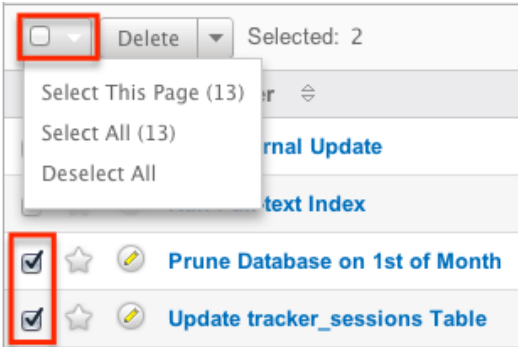 Delete Selected: 2
Select This Page (13) er
Select All (13)
rnal Update
Deselect All
text Index
Prune Database on 1st of Month
Update tracker_sessions Table